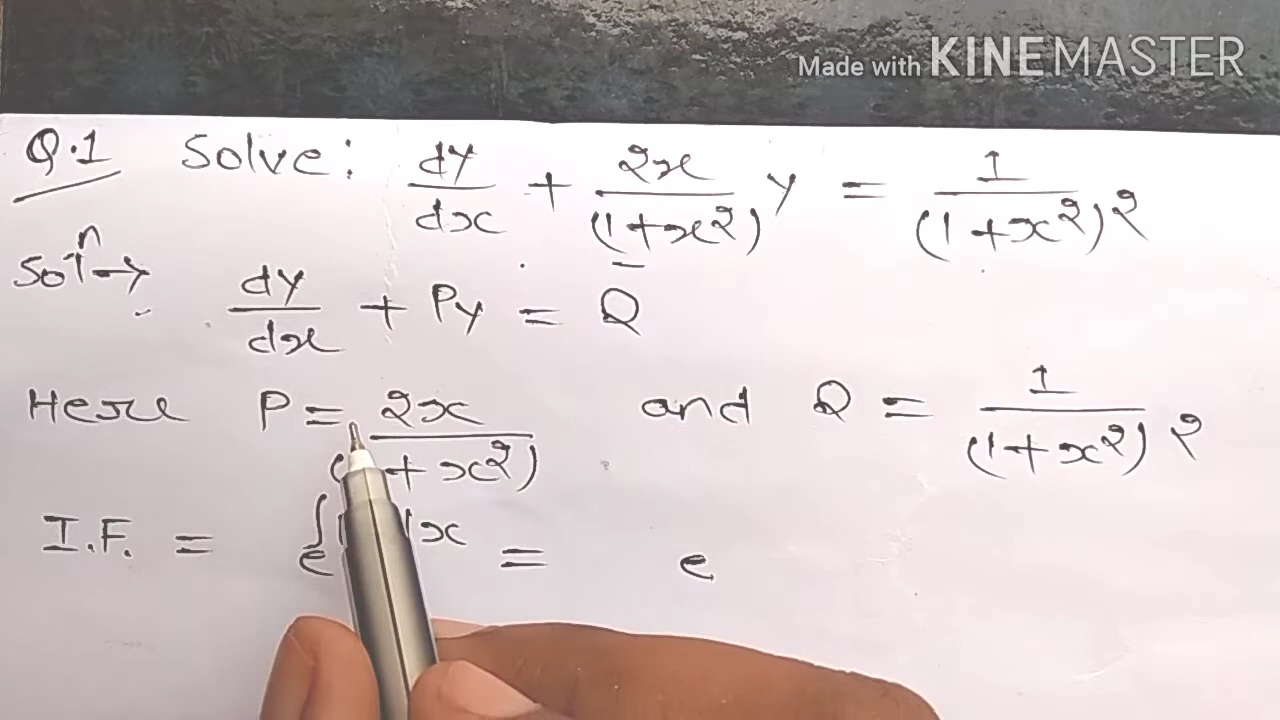 Made with KINEMASTER
Q.1 Solve: dy/dx + 2x/(1+x²) y = 1/(1+x²)²
Solⁿ→ dy/dx + Py = Q
Here P = 2x/(1+x²) and Q = 1/(1+x²)²
I.F. = e^∫ dx = e